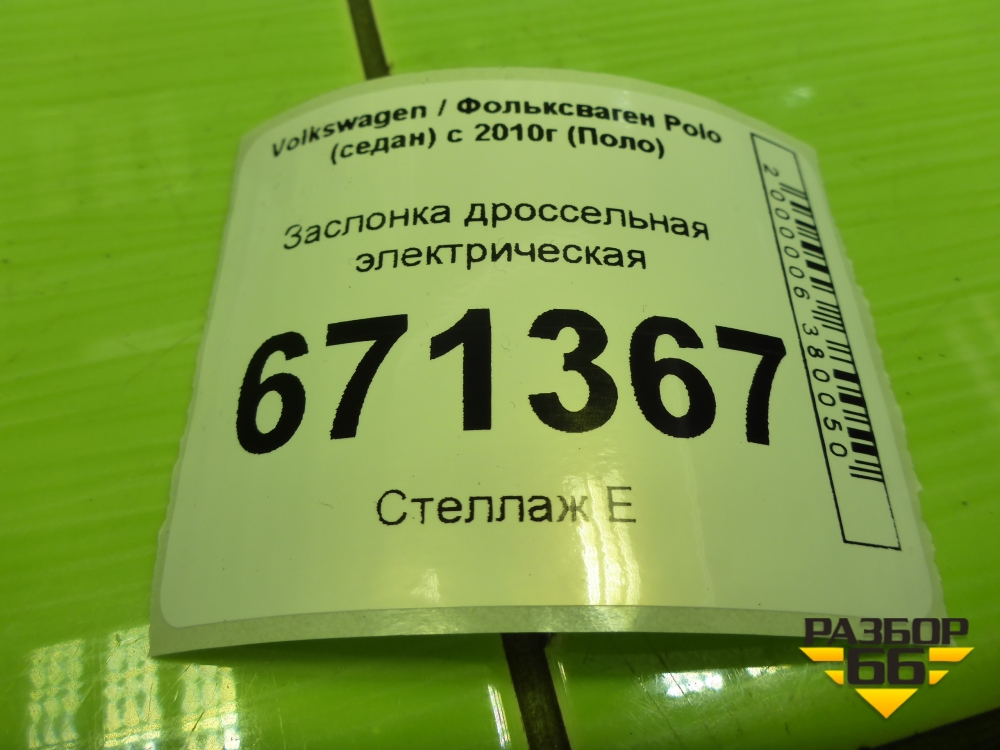 Volkswagen / Фольксваген Polo
(седан) с 2010г (Поло)
Заслонка дроссельная
электрическая
671367
Стеллаж Е
2000006380050
РАЗБОР
66